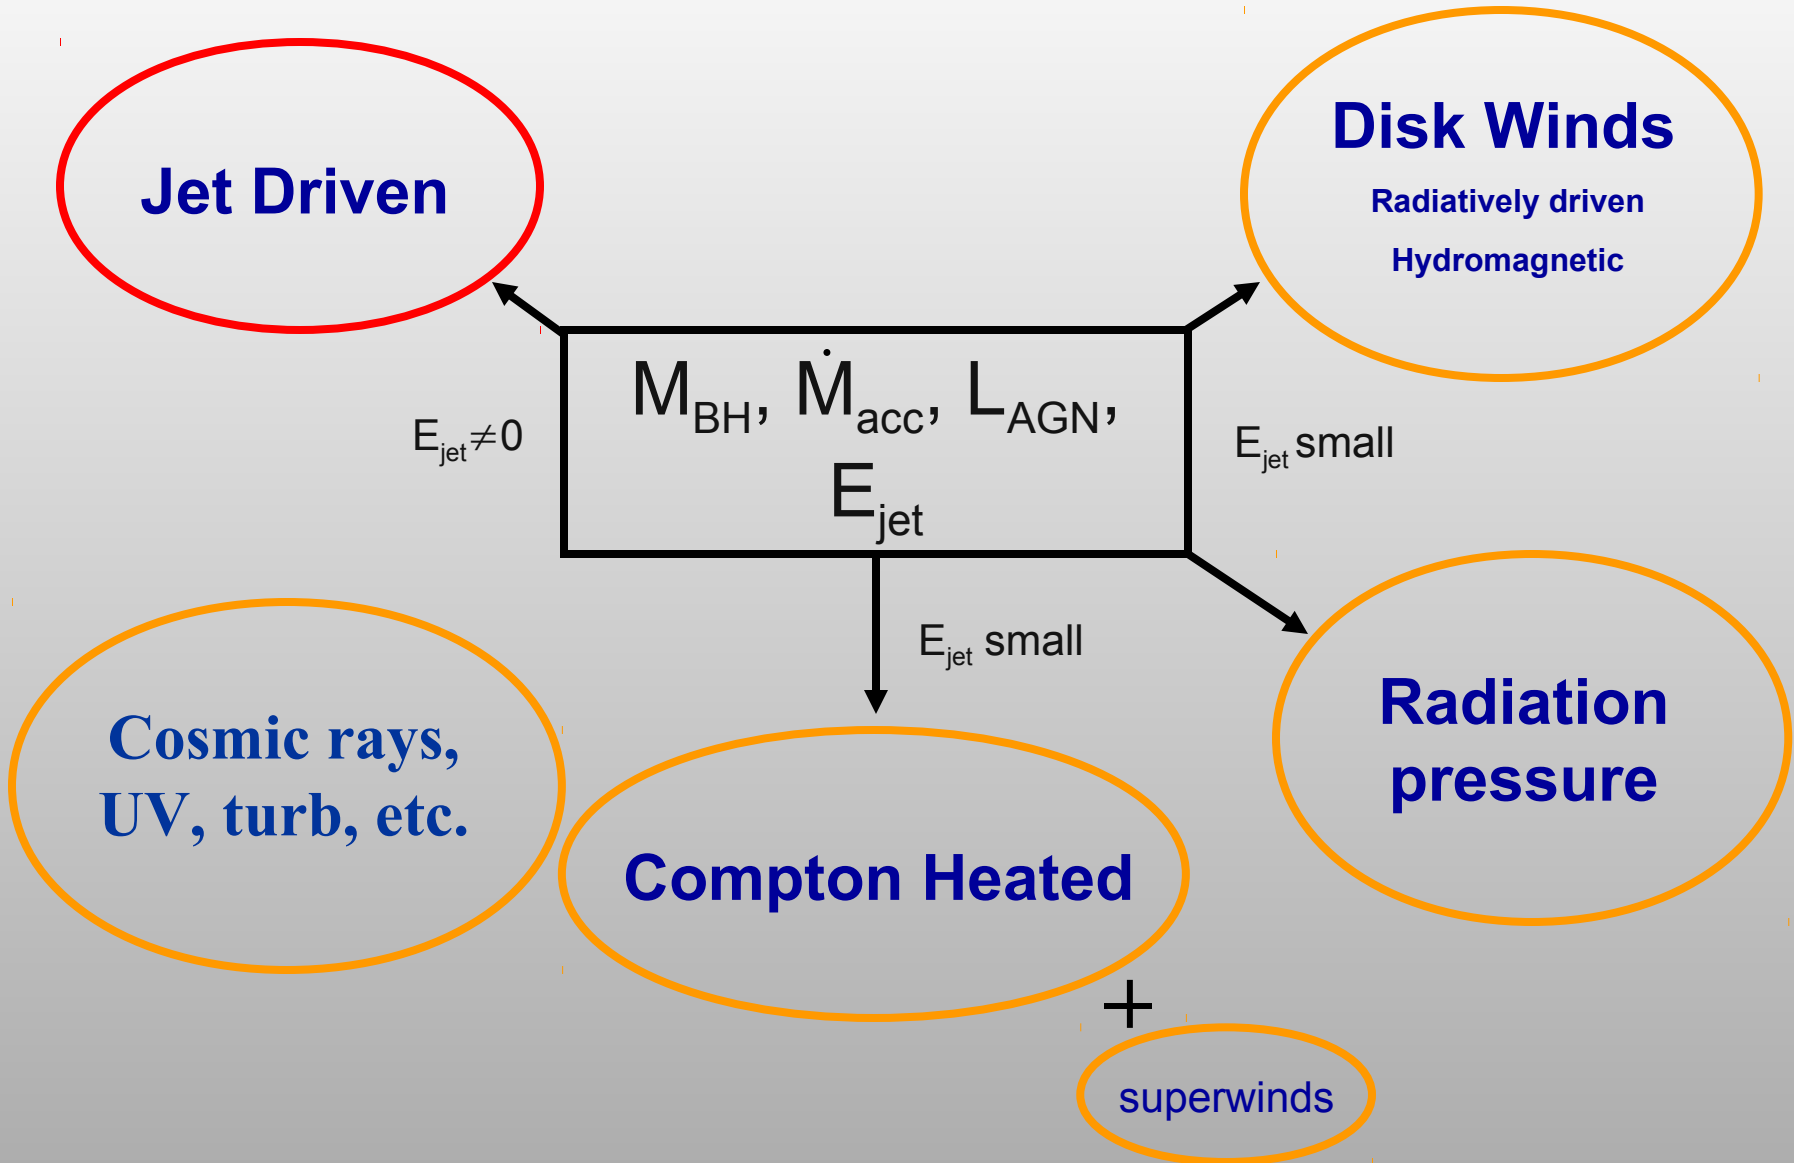 Jet Driven
Disk Winds
Radiatively driven
Hydromagnetic
M_BH, Ṁ_acc, L_AGN,
E_jet
E_jet≠0
E_jet small
E_jet small
Cosmic rays,
UV, turb, etc.
Compton Heated
Radiation
pressure
+
superwinds